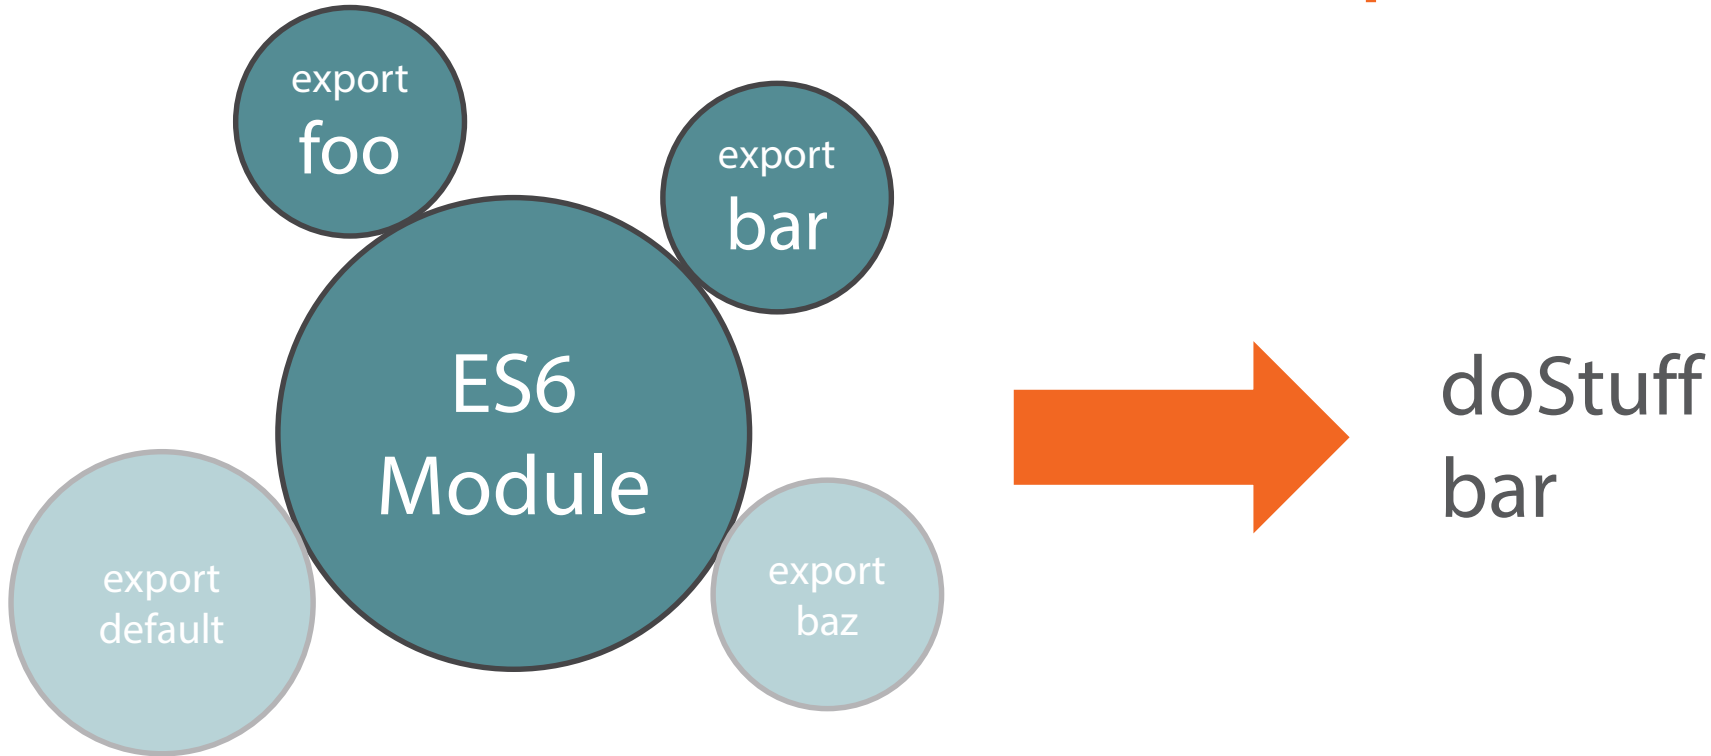 export
foo
export
bar
ES6
Module
doStuff
bar
export
default
export
baz